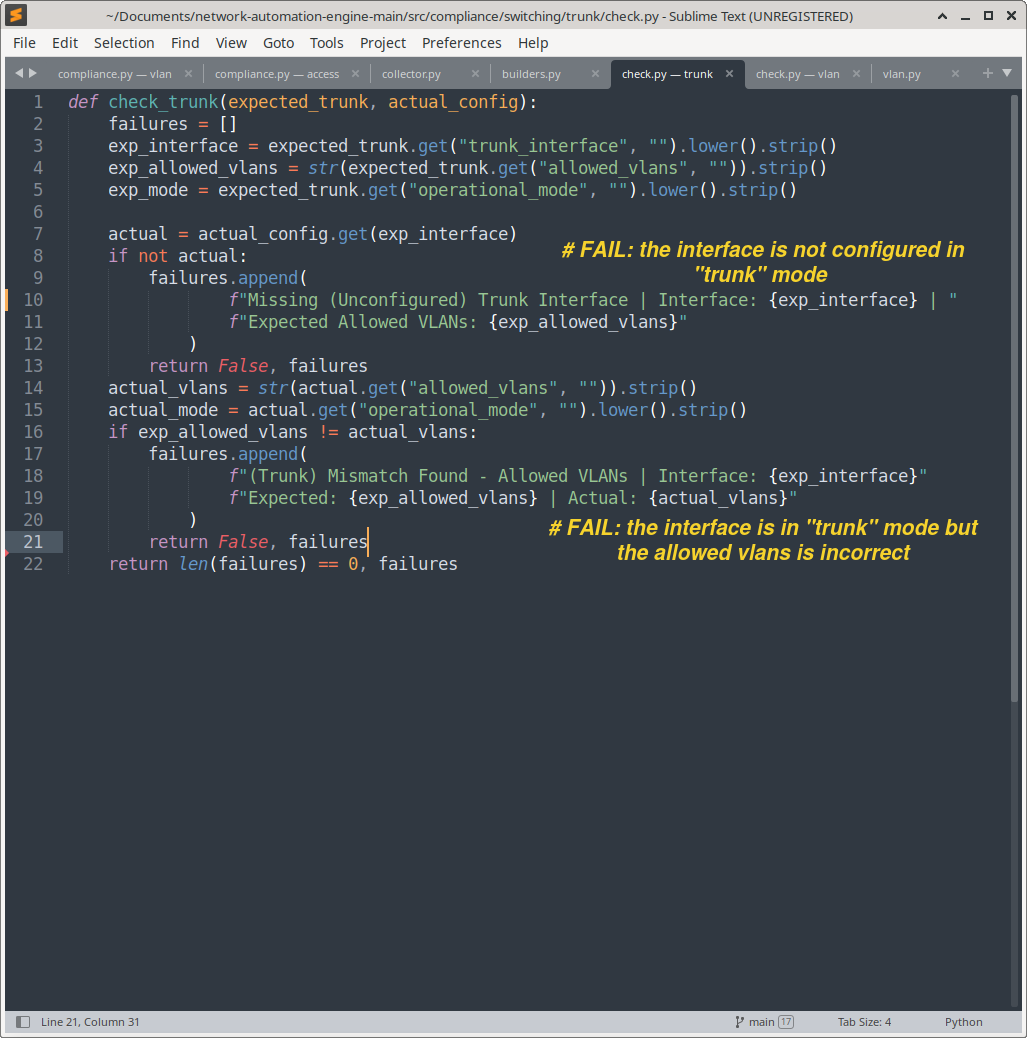 ~/Documents/network-automation-engine-main/src/compliance/switching/trunk/check.py - Sublime Text (UNREGISTERED)
File Edit Selection Find View Goto Tools Project Preferences Help
compliance.py — vlan × compliance.py — access × collector.py × builders.py × check.py — trunk × check.py — vlan × vlan.py × +
1 def check_trunk(expected_trunk, actual_config):
2     failures = []
3     exp_interface = expected_trunk.get("trunk_interface", "").lower().strip()
4     exp_allowed_vlans = str(expected_trunk.get("allowed_vlans", "")).strip()
5     exp_mode = expected_trunk.get("operational_mode", "").lower().strip()
6
7     actual = actual_config.get(exp_interface)
# FAIL: the interface is not configured in
8     if not actual:
"trunk" mode
9         failures.append(
10                 f"Missing (Unconfigured) Trunk Interface | Interface: {exp_interface} | "
11                 f"Expected Allowed VLANs: {exp_allowed_vlans}"
12             )
13         return False, failures
14     actual_vlans = str(actual.get("allowed_vlans", "")).strip()
15     actual_mode = actual.get("operational_mode", "").lower().strip()
16     if exp_allowed_vlans != actual_vlans:
17         failures.append(
18                 f"(Trunk) Mismatch Found - Allowed VLANs | Interface: {exp_interface}"
19                 f"Expected: {exp_allowed_vlans} | Actual: {actual_vlans}"
20             )
# FAIL: the interface is in "trunk" mode but
21         return False, failures
the allowed vlans is incorrect
22     return len(failures) == 0, failures
Line 21, Column 31 main 17 Tab Size: 4 Python